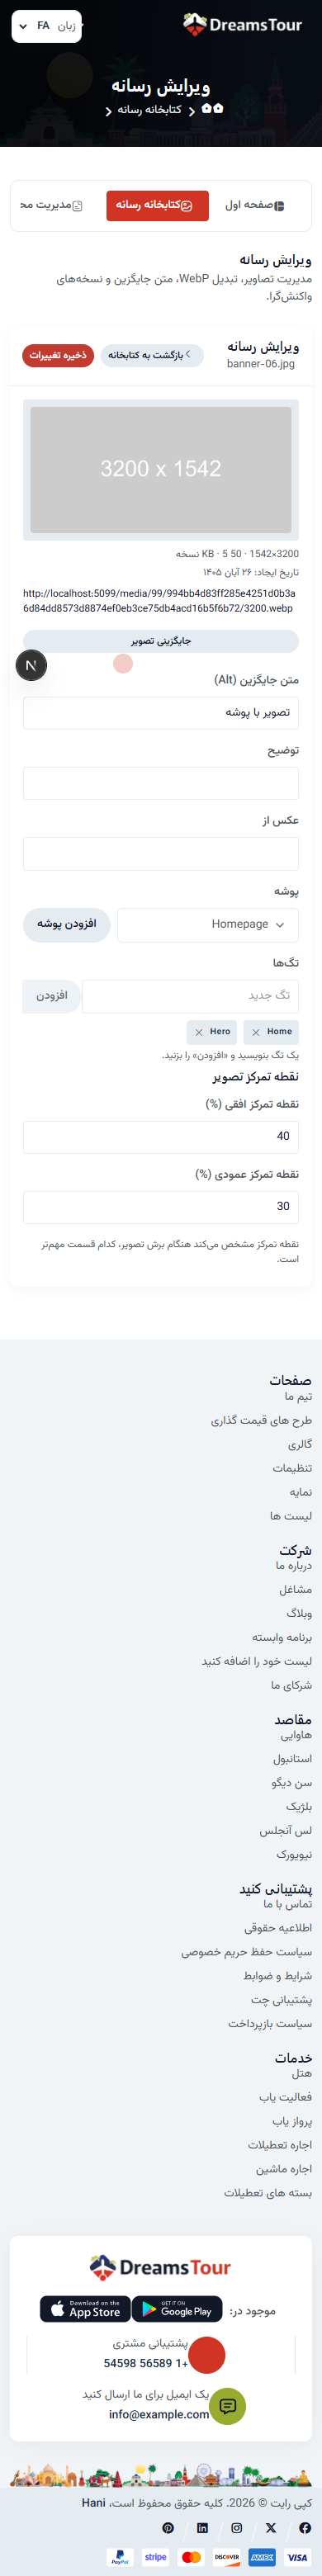 DreamsTour
زبان FA
ویرایش رسانه
کتابخانه رسانه
صفحه اول
کتابخانه رسانه
مدیریت مح
ویرایش رسانه
مدیریت تصاویر، تبدیل WebP، متن جایگزین و نسخه‌های
واکنش‌گرا.
ویرایش رسانه
banner-06.jpg
بازگشت به کتابخانه
ذخیره تغییرات
3200 x 1542
3200×1542 · 50 KB · 5 نسخه
تاریخ ایجاد: ۲۶ آبان ۱۴۰۵
http://localhost:5099/media/99/994bb4d83ff285e4251d0b3a
6d84dd8573d8874ef0eb3ce75db4acd16b5f6b72/3200.webp
جایگزینی تصویر
متن جایگزین (Alt)
تصویر با پوشه
توضیح
عکس از
پوشه
Homepage
افزودن پوشه
تگ‌ها
تگ جدید
افزودن
Home
Hero
یک تگ بنویسید و «افزودن» را بزنید.
نقطه تمرکز تصویر
نقطه تمرکز افقی (%)
40
نقطه تمرکز عمودی (%)
30
نقطه تمرکز مشخص می‌کند هنگام برش تصویر، کدام قسمت مهم‌تر
است.
صفحات
تیم ما
طرح های قیمت گذاری
گالری
تنظیمات
نمایه
لیست ها
شرکت
درباره ما
مشاغل
وبلاگ
برنامه وابسته
لیست خود را اضافه کنید
شرکای ما
مقاصد
هاوایی
استانبول
سن دیگو
بلژیک
لس آنجلس
نیویورک
پشتیبانی کنید
تماس با ما
اطلاعیه حقوقی
سیاست حفظ حریم خصوصی
شرایط و ضوابط
پشتیبانی چت
سیاست بازپرداخت
خدمات
هتل
فعالیت یاب
پرواز یاب
اجاره تعطیلات
اجاره ماشین
بسته های تعطیلات
DreamsTour
موجود در:
GET IT ON
Google Play
Download on the
App Store
پشتیبانی مشتری
+1 56589 54598
یک ایمیل برای ما ارسال کنید
info@example.com
کپی رایت © 2026. کلیه حقوق محفوظ است، Hani
VISA
AMEX
DISCOVER
mastercard
stripe
PayPal